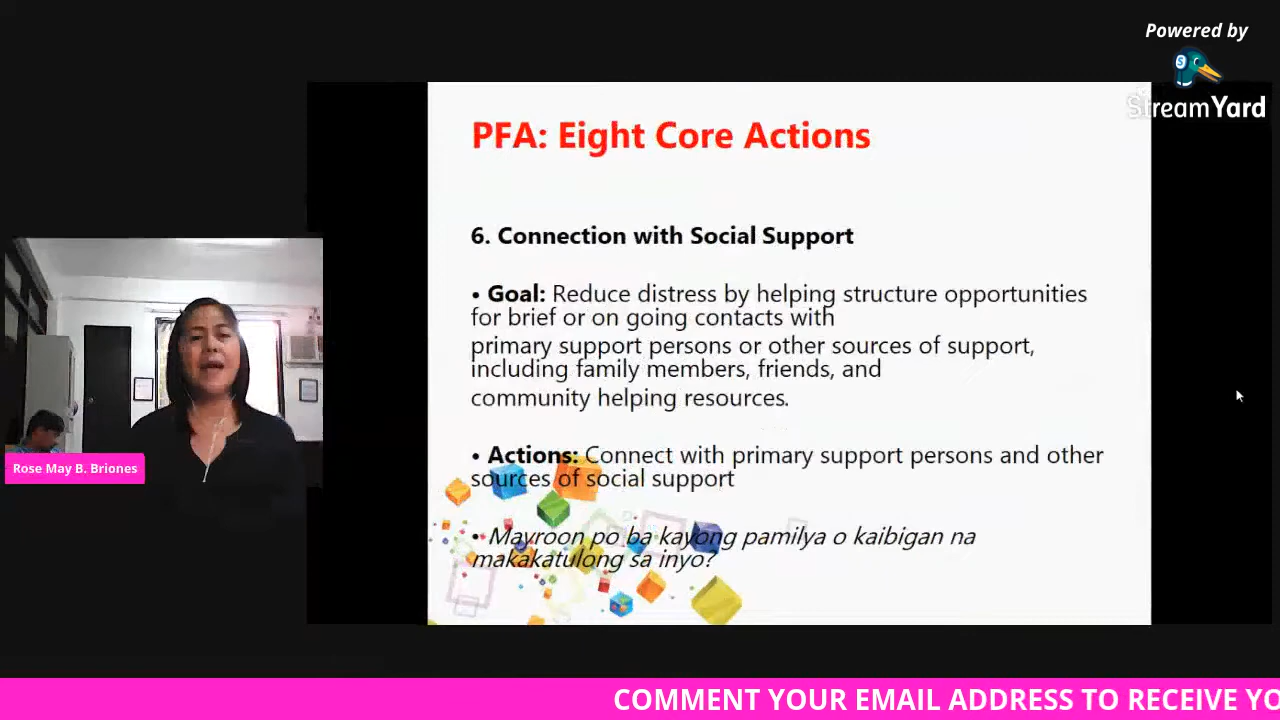 Powered by
StreamYard
PFA: Eight Core Actions
6. Connection with Social Support
• Goal: Reduce distress by helping structure opportunities
for brief or on going contacts with
primary support persons or other sources of support,
including family members, friends, and
community helping resources.
• Actions: Connect with primary support persons and other
sources of social support
• Mayroon po ba kayong pamilya o kaibigan na
makakatulong sa inyo?
Rose May B. Briones
COMMENT YOUR EMAIL ADDRESS TO RECEIVE YO